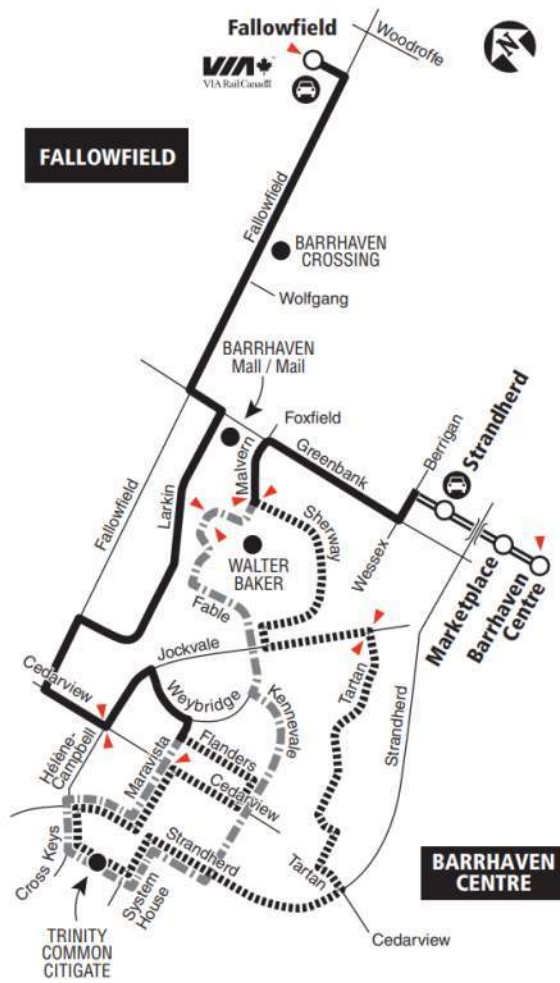 Fallowfield
Woodroffe
N
VIA
VIA Rail Canada
FALLOWFIELD
Fallowfield
BARRHAVEN
CROSSING
Wolfgang
BARRHAVEN
Mall / Mail
Foxfield
Greenbank
Berrigan
Strandherd
Malvern
Larkin
Fallowfield
Sherway
WALTER
BAKER
Wessex
Marketplace
Barrhaven
Centre
Fable
Jockvale
Cedarview
Weybridge
Kennevale
Tartan
Strandherd
Hélène-
Campbell
Maravista
Flanders
Cedarview
Cross Keys
System
House
Strandherd
Tartan
BARRHAVEN
CENTRE
TRINITY
COMMON
CITIGATE
Cedarview